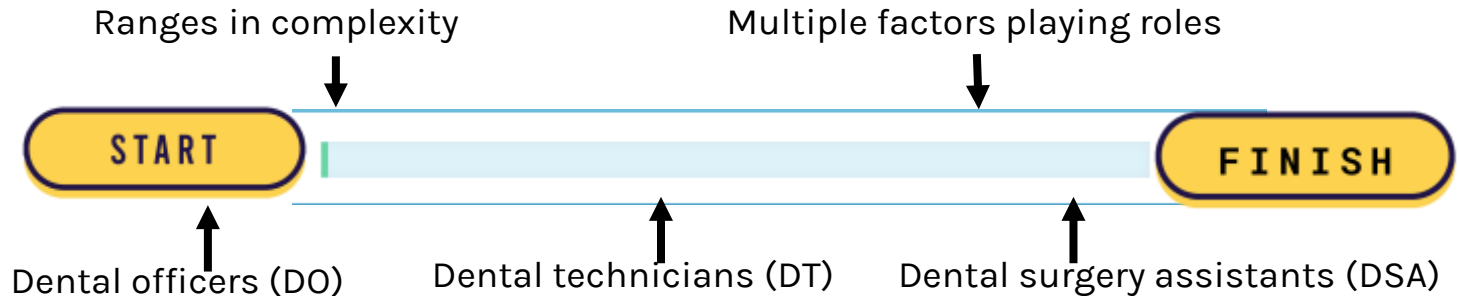 Ranges in complexity
Multiple factors playing roles
START
FINISH
Dental officers (DO)
Dental technicians (DT)
Dental surgery assistants (DSA)